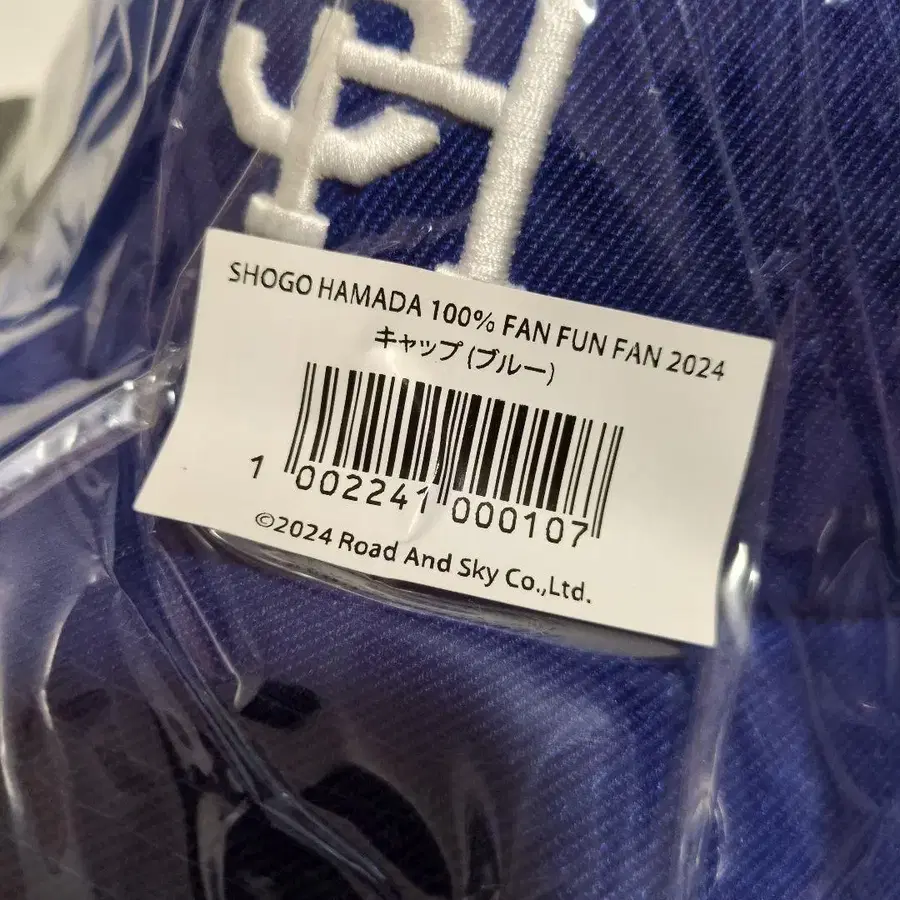 SH
SHOGO HAMADA 100% FAN FUN FAN 2024
キャップ(ブルー)
1 002241 000107
©2024 Road And Sky Co.,Ltd.